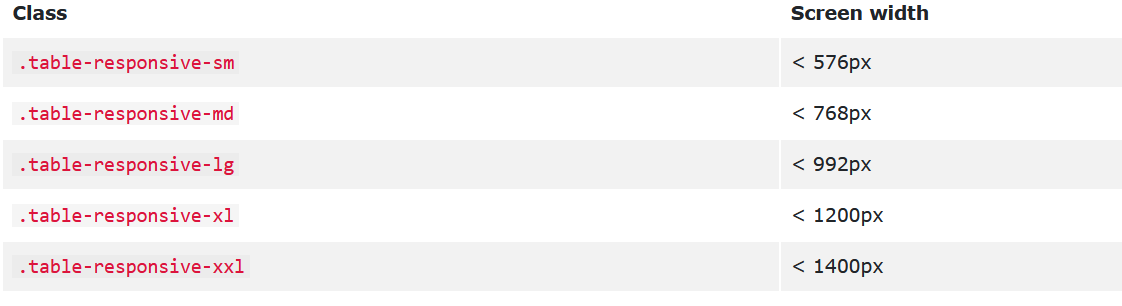 Class Screen width
.table-responsive-sm < 576px
.table-responsive-md < 768px
.table-responsive-lg < 992px
.table-responsive-xl < 1200px
.table-responsive-xxl < 1400px